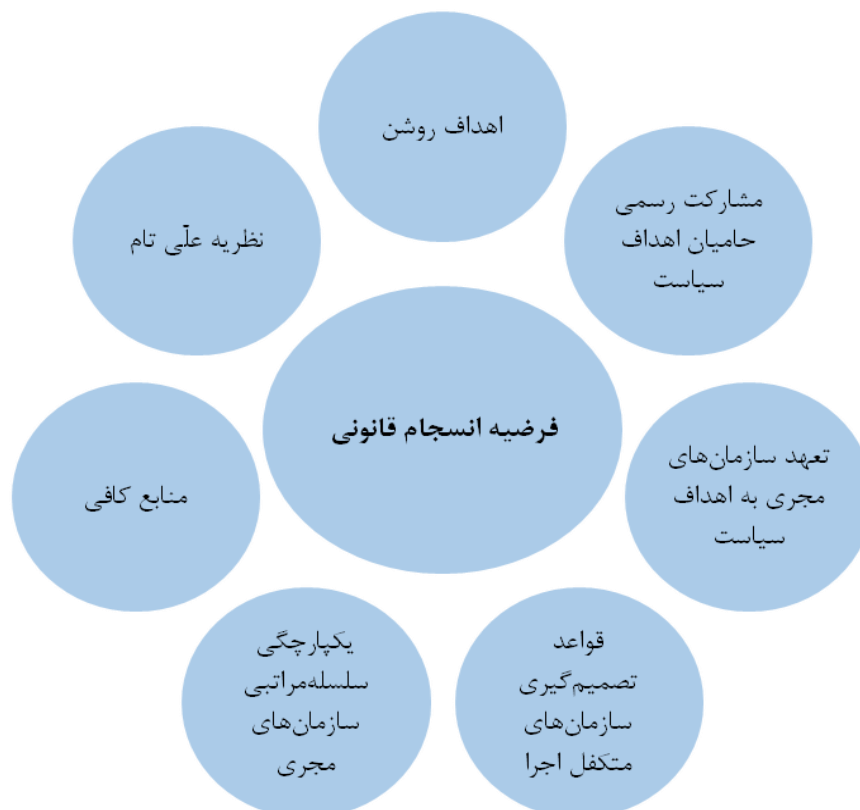 اهداف روشن
مشارکت رسمی
حامیان اهداف
سیاست
تعهد سازمان‌های
مجری به اهداف
سیاست
قواعد
تصمیم‌گیری
سازمان‌های
متکفل اجرا
یکپارچگی
سلسله‌مراتبی
سازمان‌های
مجری
منابع کافی
نظریه علّی تام
فرضیه انسجام قانونی